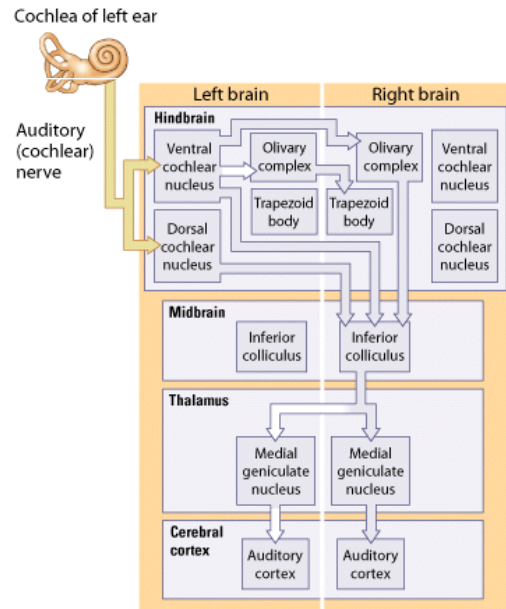 Cochlea of left ear
Auditory
(cochlear)
nerve
Left brain
Right brain
Hindbrain
Ventral
cochlear
nucleus
Olivary
complex
Olivary
complex
Ventral
cochlear
nucleus
Trapezoid
body
Trapezoid
body
Dorsal
cochlear
nucleus
Dorsal
cochlear
nucleus
Midbrain
Inferior
colliculus
Inferior
colliculus
Thalamus
Medial
geniculate
nucleus
Medial
geniculate
nucleus
Cerebral
cortex
Auditory
cortex
Auditory
cortex